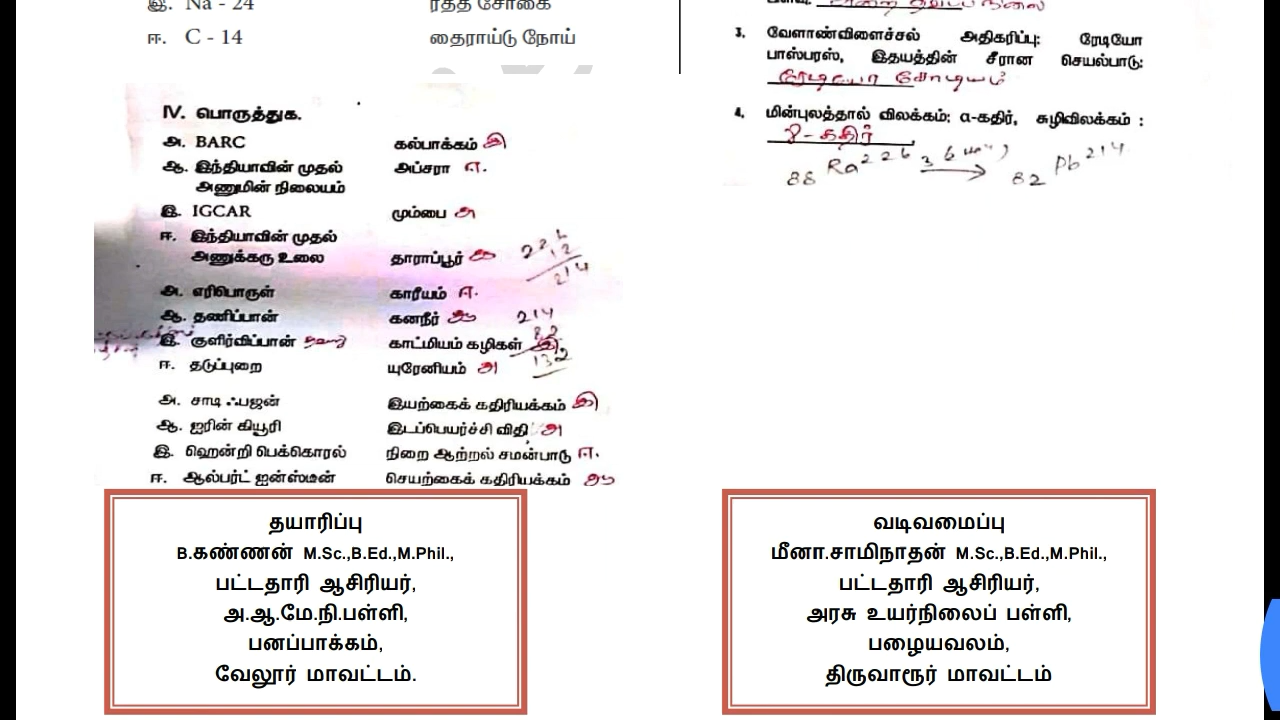 இ. Na - 24 ரத்த சோகை
ஈ. C - 14 தைராய்டு நோய்
IV. பொருத்துக.
அ. BARC கல்பாக்கம் இ
ஆ. இந்தியாவின் முதல் அப்சரா ஈ.
அணுமின் நிலையம்
இ. IGCAR மும்பை அ
ஈ. இந்தியாவின் முதல்
அணுக்கரு உலை தாராப்பூர் ஆ
அ. எரிபொருள் காரீயம் ஈ.
ஆ. தணிப்பான் கனநீர் ஆ
இ. குளிர்விப்பான் காட்மியம் கழிகள் இ
ஈ. தடுப்புறை யுரேனியம் அ
அ. சாடி ஃபஜன் இயற்கைக் கதிரியக்கம் இ
ஆ. ஐரின் கியூரி இடப்பெயர்ச்சி விதி அ
இ. ஹென்றி பெக்கொரல் நிறை ஆற்றல் சமன்பாடு ஈ.
ஈ. ஆல்பர்ட் ஐன்ஸ்டீன் செயற்கைக் கதிரியக்கம் ஆ
214
82
132
3. வேளாண்விளைச்சல் அதிகரிப்பு: ரேடியோ
பாஸ்பரஸ், இதயத்தின் சீரான செயல்பாடு:
ரேடியோ சோடியம்
4. மின்புலத்தால் விலக்கம்; α-கதிர், சுழிவிலக்கம் :
γ-கதிர்
88 Ra 226 82 Pb 214
தயாரிப்பு
B.கண்ணன் M.Sc.,B.Ed.,M.Phil.,
பட்டதாரி ஆசிரியர்,
அ.ஆ.மே.நி.பள்ளி,
பனப்பாக்கம்,
வேலூர் மாவட்டம்.
வடிவமைப்பு
மீனா.சாமிநாதன் M.Sc.,B.Ed.,M.Phil.,
பட்டதாரி ஆசிரியர்,
அரசு உயர்நிலைப் பள்ளி,
பழையவலம்,
திருவாரூர் மாவட்டம்